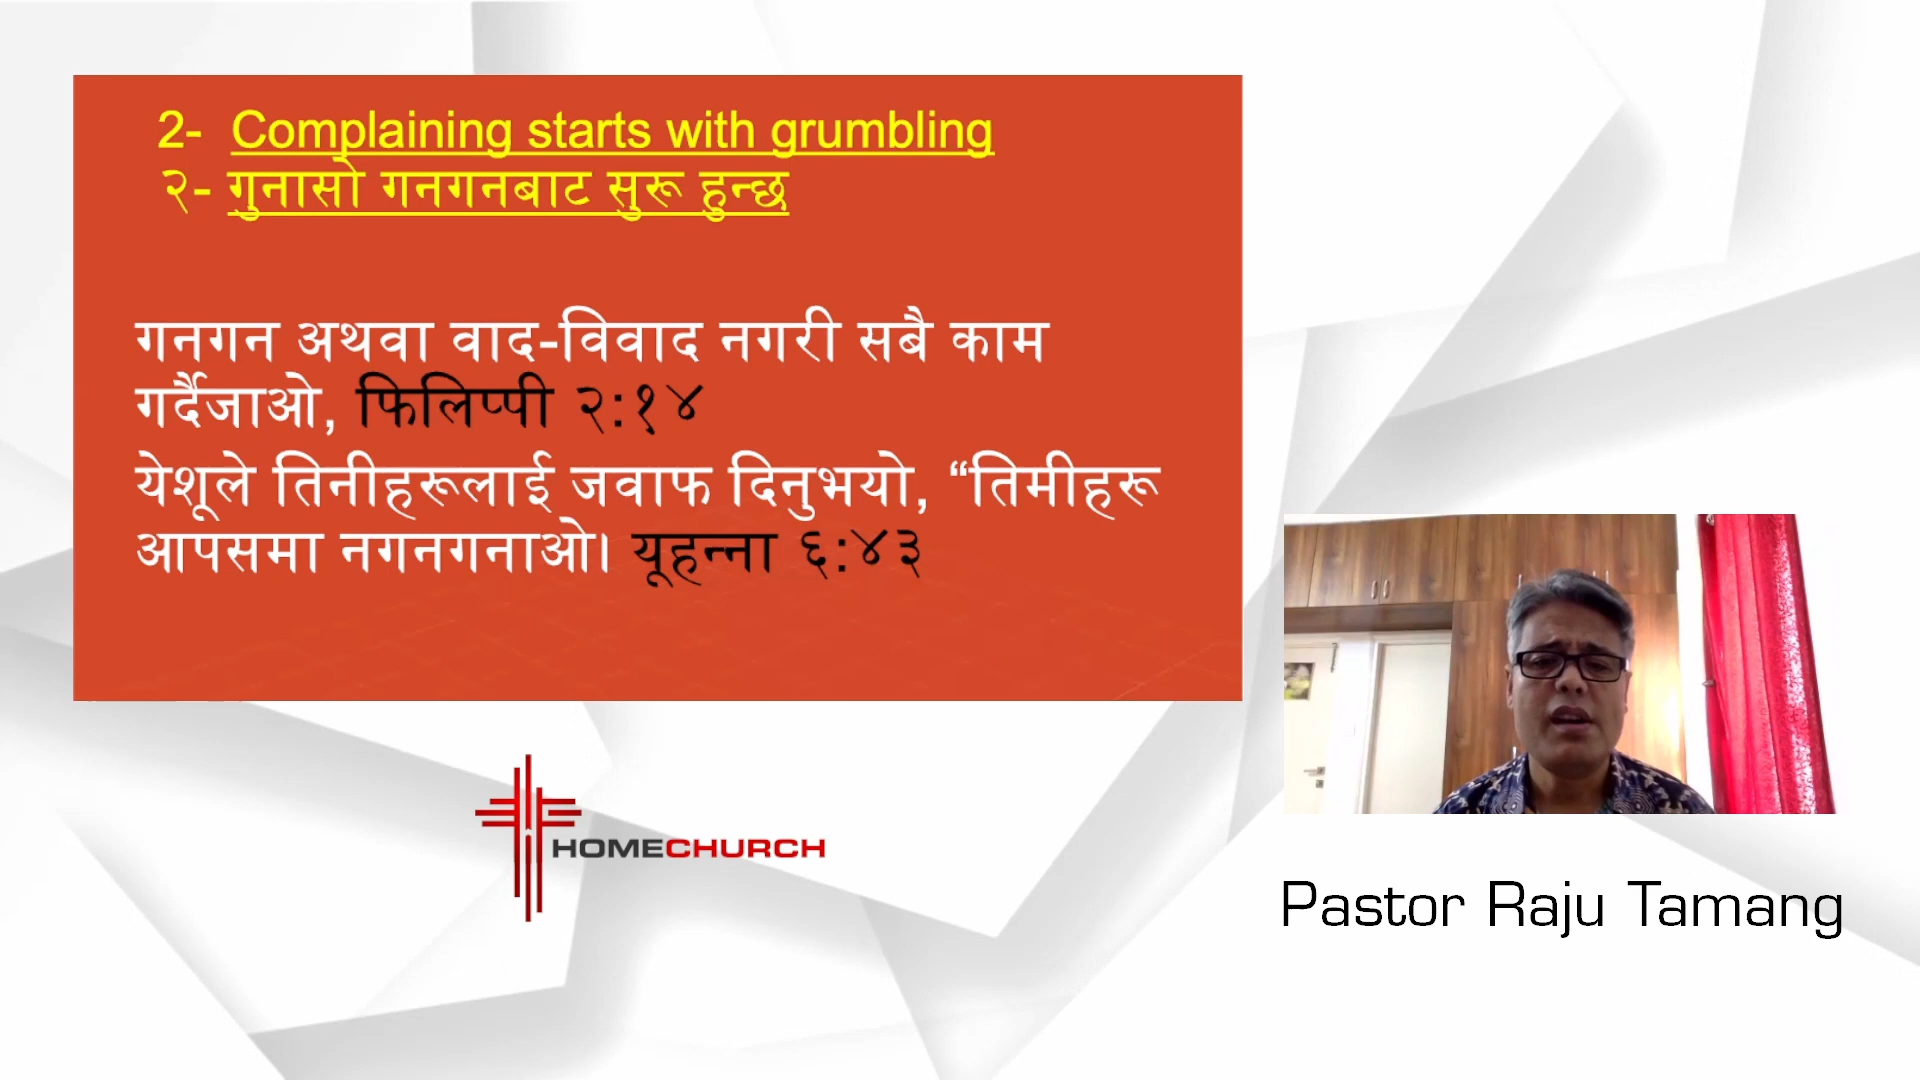 2- Complaining starts with grumbling
२- गुनासो गनगनबाट सुरू हुन्छ
गनगन अथवा वाद-विवाद नगरी सबै काम
गर्दैजाओ, फिलिप्पी २:१४
येशूले तिनीहरूलाई जवाफ दिनुभयो, “तिमीहरू
आपसमा नगनगनाओ। यूहन्ना ६:४३
HOMECHURCH
Pastor Raju Tamang